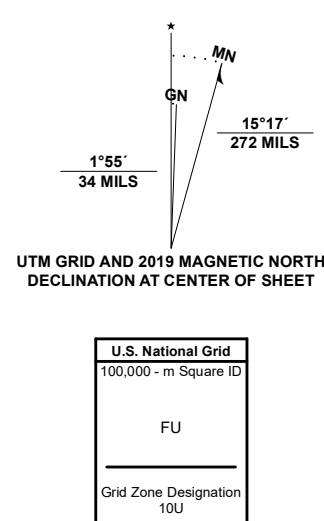 MN
GN
15°17´
272 MILS
1°55´
34 MILS
UTM GRID AND 2019 MAGNETIC NORTH
DECLINATION AT CENTER OF SHEET
U.S. National Grid
100,000 - m Square ID
FU
Grid Zone Designation
10U